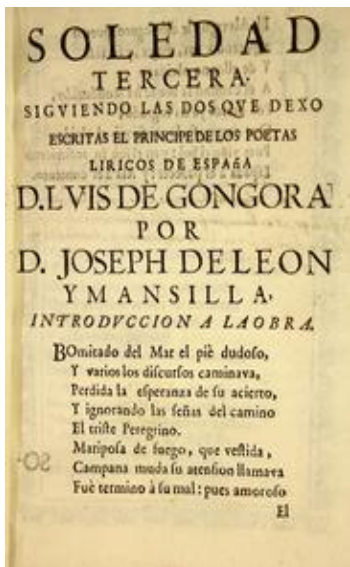 SOLEDAD
TERCERA.
SIGVIENDO LAS DOS QVE DEXO
ESCRITAS EL PRINCIPE DE LOS POETAS
LIRICOS DE ESPAñA
D. LVIS DE GONGORA
POR
D. JOSEPH DE LEON
Y MANSILLA,
INTRODVCCION A LA OBRA.
BOmitado del Mar el piè dudoso,
Y varios los discursos caminava,
Perdida la esperanza de su acierto,
Y ignorando las señas del camino
El triste Peregrino.
Mariposa de fuego, que vestida,
Campana muda su atension llamava
Fuè termino à su mal: pues amoroso
El